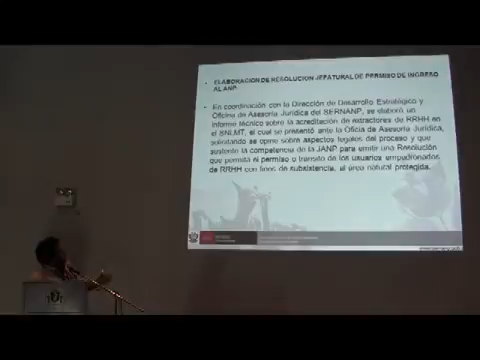 ELABORACION DE RESOLUCION JEFATURAL DE PERMISO DE INGRESO
AL ANP
En coordinación con la Dirección de Desarrollo Estratégico y
Oficina de Asesoría Jurídica del SERNANP, se elaboró un
informe técnico sobre la acreditación de extractores de RRHH en
el SNLMT, el cual se presentó ante la Oficia de Asesoría Jurídica,
solicitando se opine sobre aspectos legales del proceso y que
sustente la competencia de la JANP para emitir una Resolución
que permita el permiso o tránsito de los usuarios empadronados
de RRHH con fines de subsistencia, al área natural protegida.